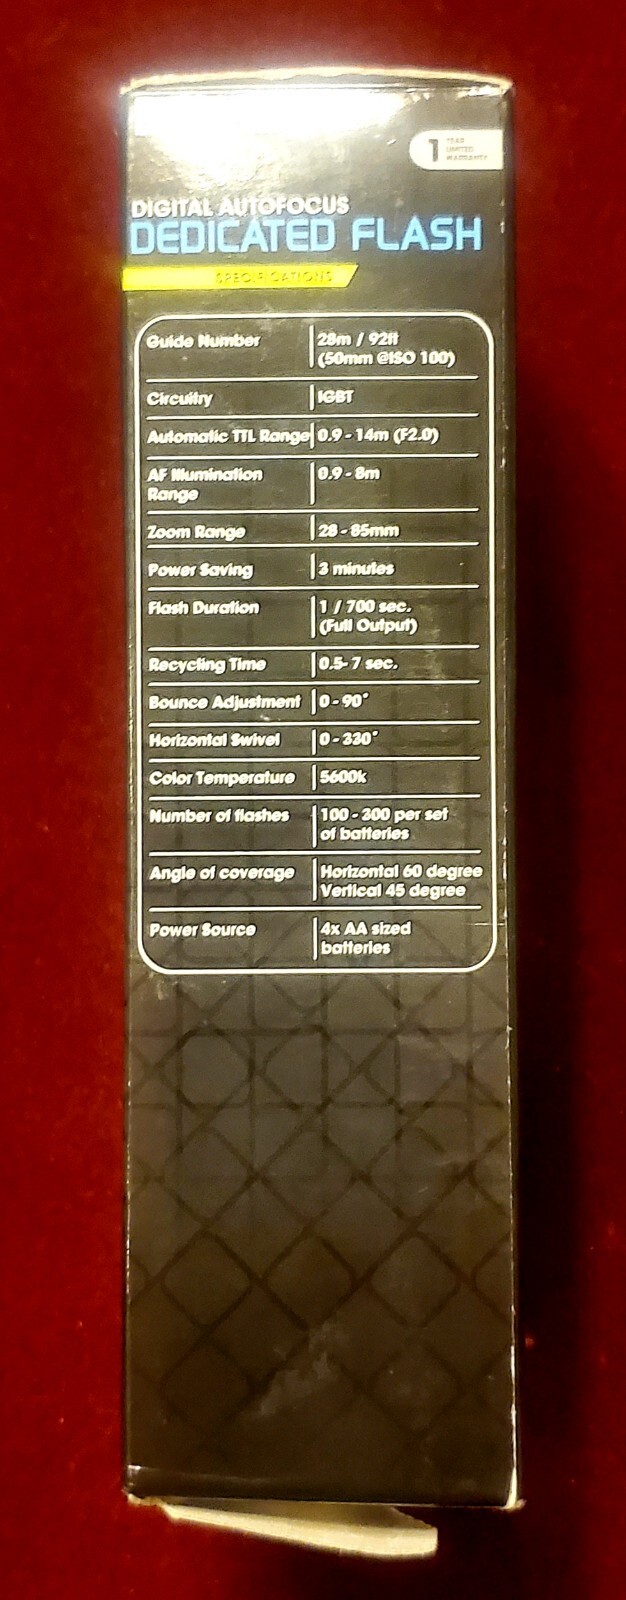 1 YEAR
LIMITED
WARRANTY
DIGITAL AUTOFOCUS
DEDICATED FLASH
SPECIFICATIONS
Guide Number 28m / 92ft
(50mm @ISO 100)
Circuitry IGBT
Automatic TTL Range 0.9 - 14m (F2.0)
AF Illumination 0.9 - 8m
Range
Zoom Range 28 - 85mm
Power Saving 3 minutes
Flash Duration 1 / 700 sec.
(Full Output)
Recycling Time 0.5- 7 sec.
Bounce Adjustment 0 - 90°
Horizontal Swivel 0 - 330°
Color Temperature 5600k
Number of flashes 100 - 300 per set
of batteries
Angle of coverage Horizontal 60 degree
Vertical 45 degree
Power Source 4x AA sized
batteries